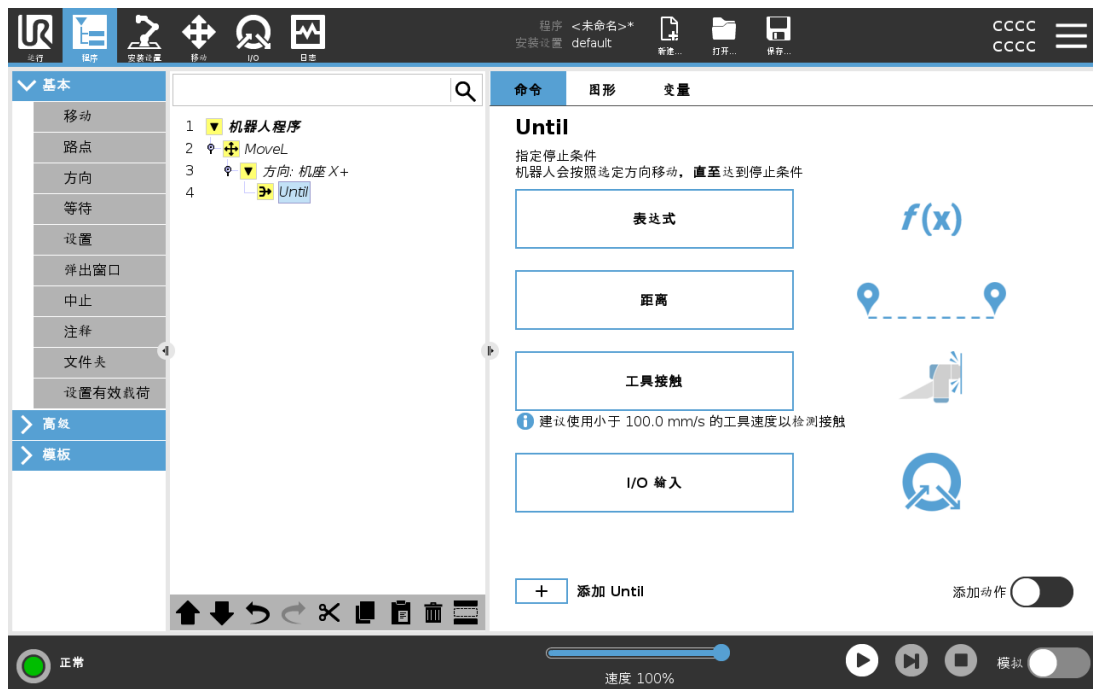 程序 <未命名>*
安装设置 default
CCCC
CCCC
运行 程序 安装设置 移动 I/O 日志 新建... 打开... 保存...
基本
移动
路点
方向
等待
设置
弹出窗口
中止
注释
文件夹
设置有效载荷
高级
模板
1 机器人程序
2 MoveL
3 方向: 机座 X+
4 Until
命令 图形 变量
Until
指定停止条件
机器人会按照选定方向移动，直至达到停止条件
表达式
f(x)
距离
工具接触
建议使用小于 100.0 mm/s 的工具速度以检测接触
I/O 输入
+ 添加 Until 添加动作
正常
速度 100%
模拟